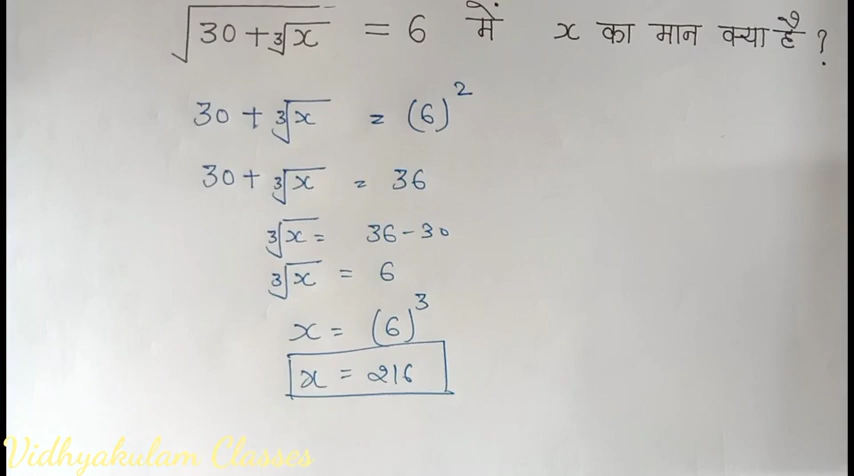 √(30 + ∛x) = 6 में x का मान क्या है ?
30 + ∛x = (6)²
30 + ∛x = 36
∛x = 36 - 30
∛x = 6
x = (6)³
x = 216
Vidhyakulam Classes